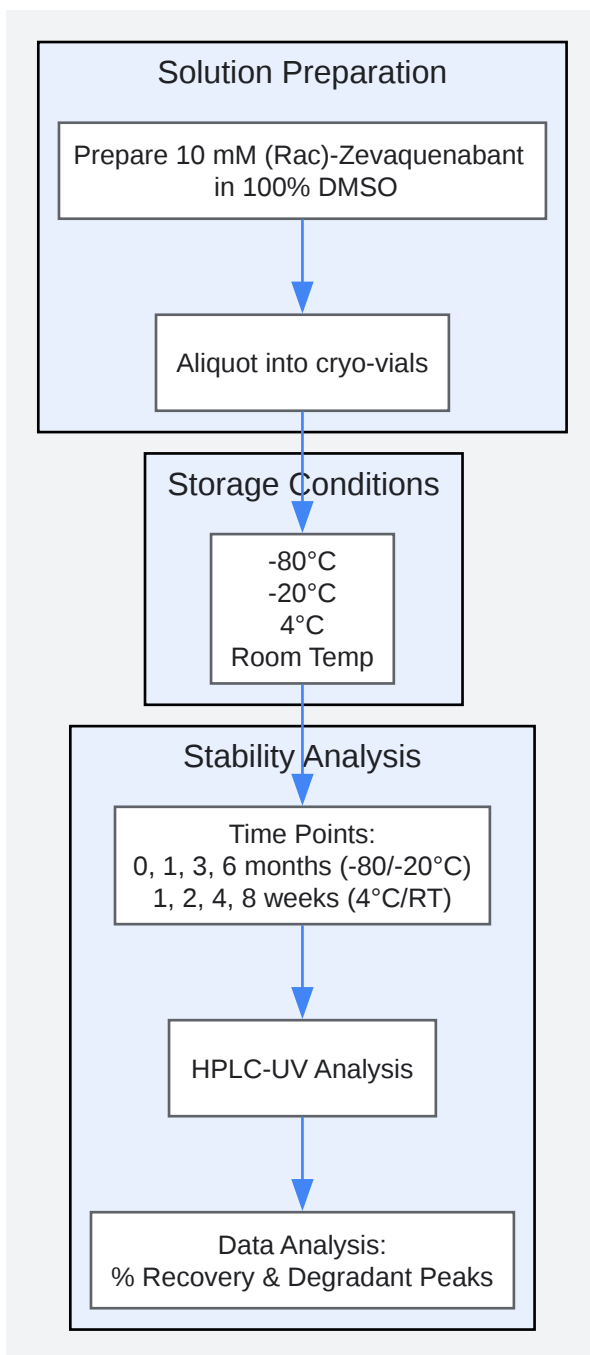 Solution Preparation
Prepare 10 mM (Rac)-Zevaquenabant
in 100% DMSO
Aliquot into cryo-vials
Storage Conditions
-80°C
-20°C
4°C
Room Temp
Stability Analysis
Time Points:
0, 1, 3, 6 months (-80/-20°C)
1, 2, 4, 8 weeks (4°C/RT)
HPLC-UV Analysis
Data Analysis:
% Recovery & Degradant Peaks